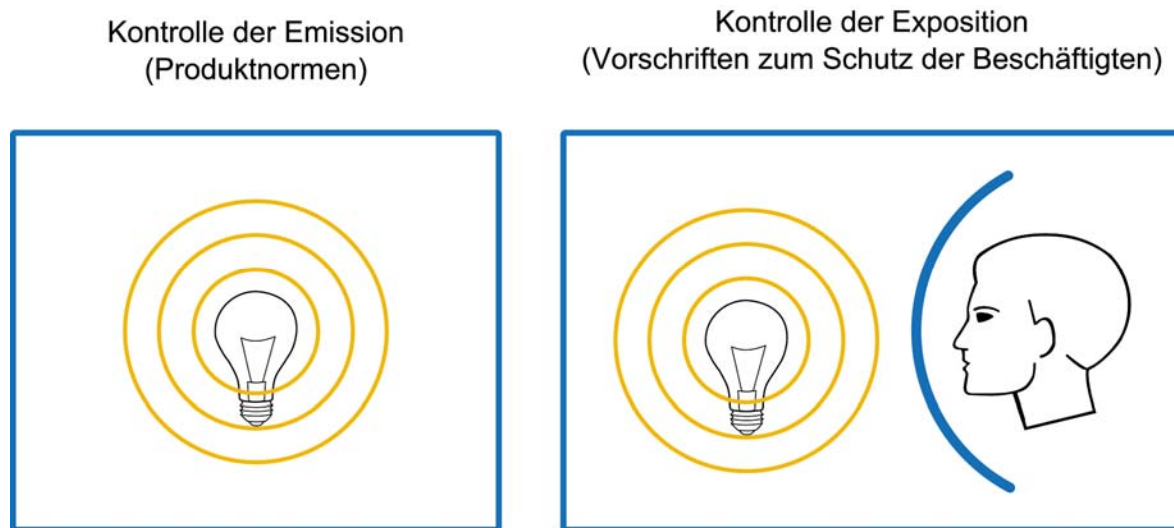 Kontrolle der Emission
(Produktnormen)
Kontrolle der Exposition
(Vorschriften zum Schutz der Beschäftigten)